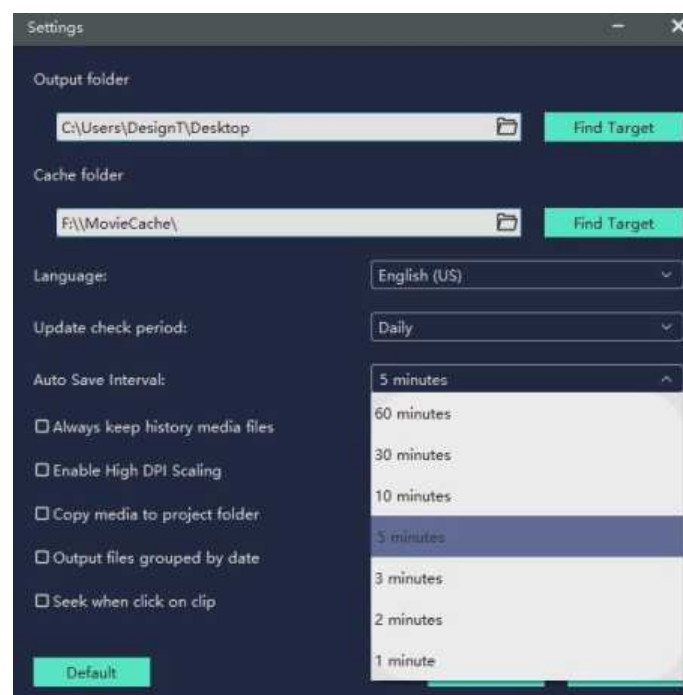 Settings
Output folder
C:\Users\DesignT\Desktop
Find Target
Cache folder
F:\\MovieCache\
Find Target
Language:
English (US)
Update check period:
Daily
Auto Save Interval:
5 minutes
60 minutes
Always keep history media files
30 minutes
Enable High DPI Scaling
10 minutes
Copy media to project folder
5 minutes
Output files grouped by date
3 minutes
Seek when click on clip
2 minutes
1 minute
Default